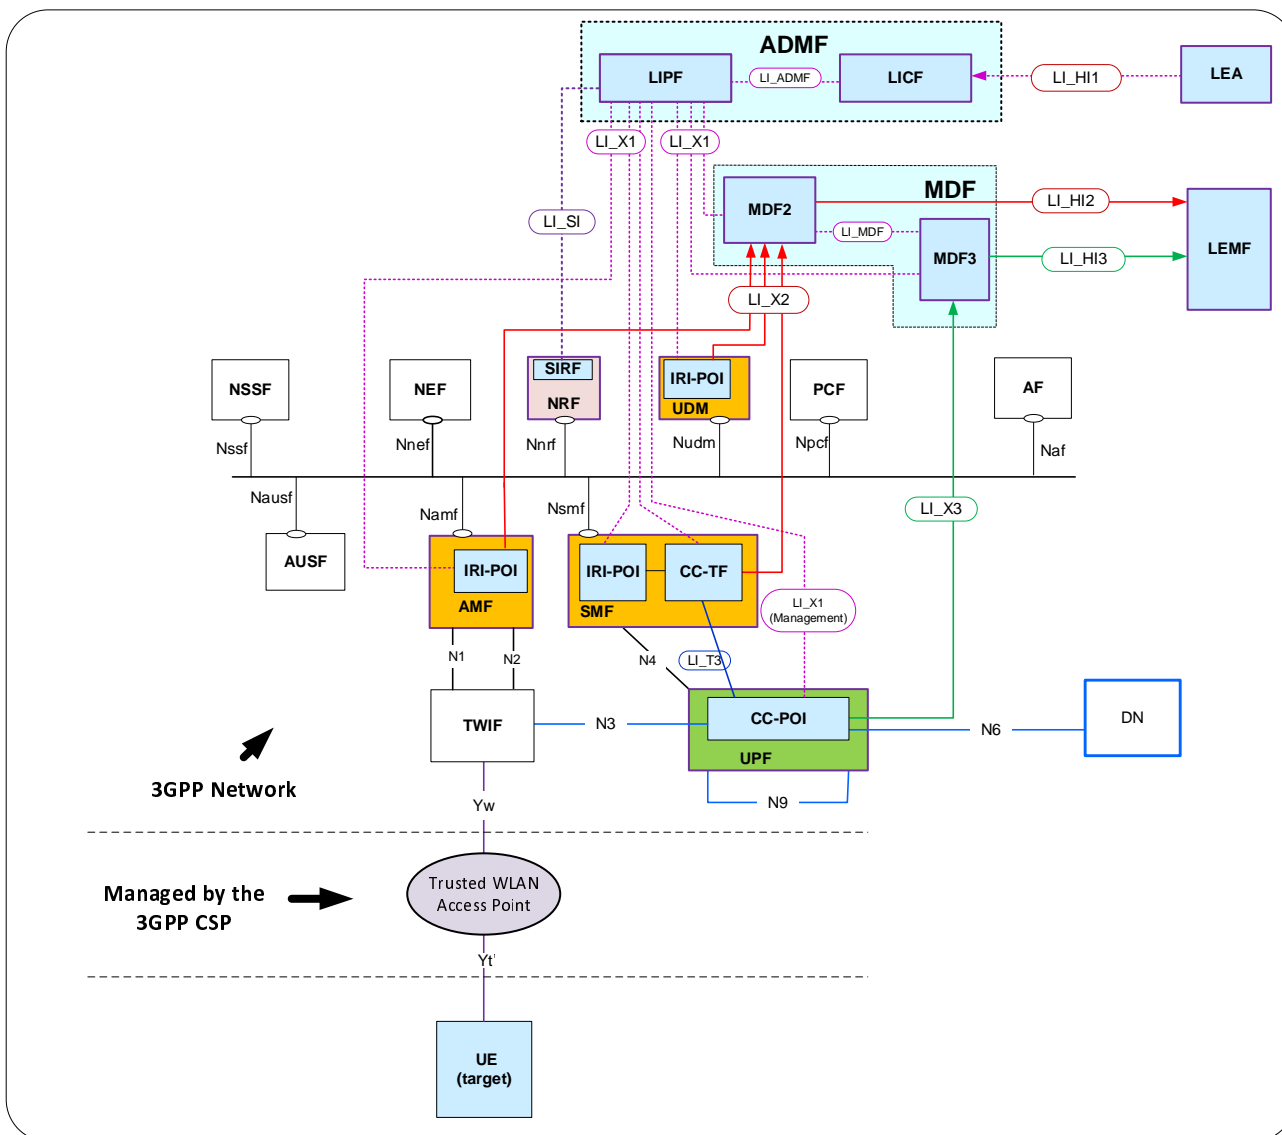 ADMF
LIPF
LI_ADMF
LICF
LI_HI1
LEA
LI_X1
LI_X1
MDF
MDF2
LI_HI2
LI_SI
LI_MDF
MDF3
LI_HI3
LEMF
LI_X2
NSSF
NEF
SIRF
NRF
IRI-POI
UDM
PCF
AF
Nssf
Nnef
Nnrf
Nudm
Npcf
Naf
Nausf
Namf
Nsmf
LI_X3
AUSF
IRI-POI
AMF
IRI-POI
CC-TF
SMF
LI_X1
(Management)
N1
N2
N4
LI_T3
TWIF
N3
CC-POI
UPF
N6
DN
N9
3GPP Network
Yw
Managed by the
3GPP CSP
Trusted WLAN
Access Point
Yt'
UE
(target)